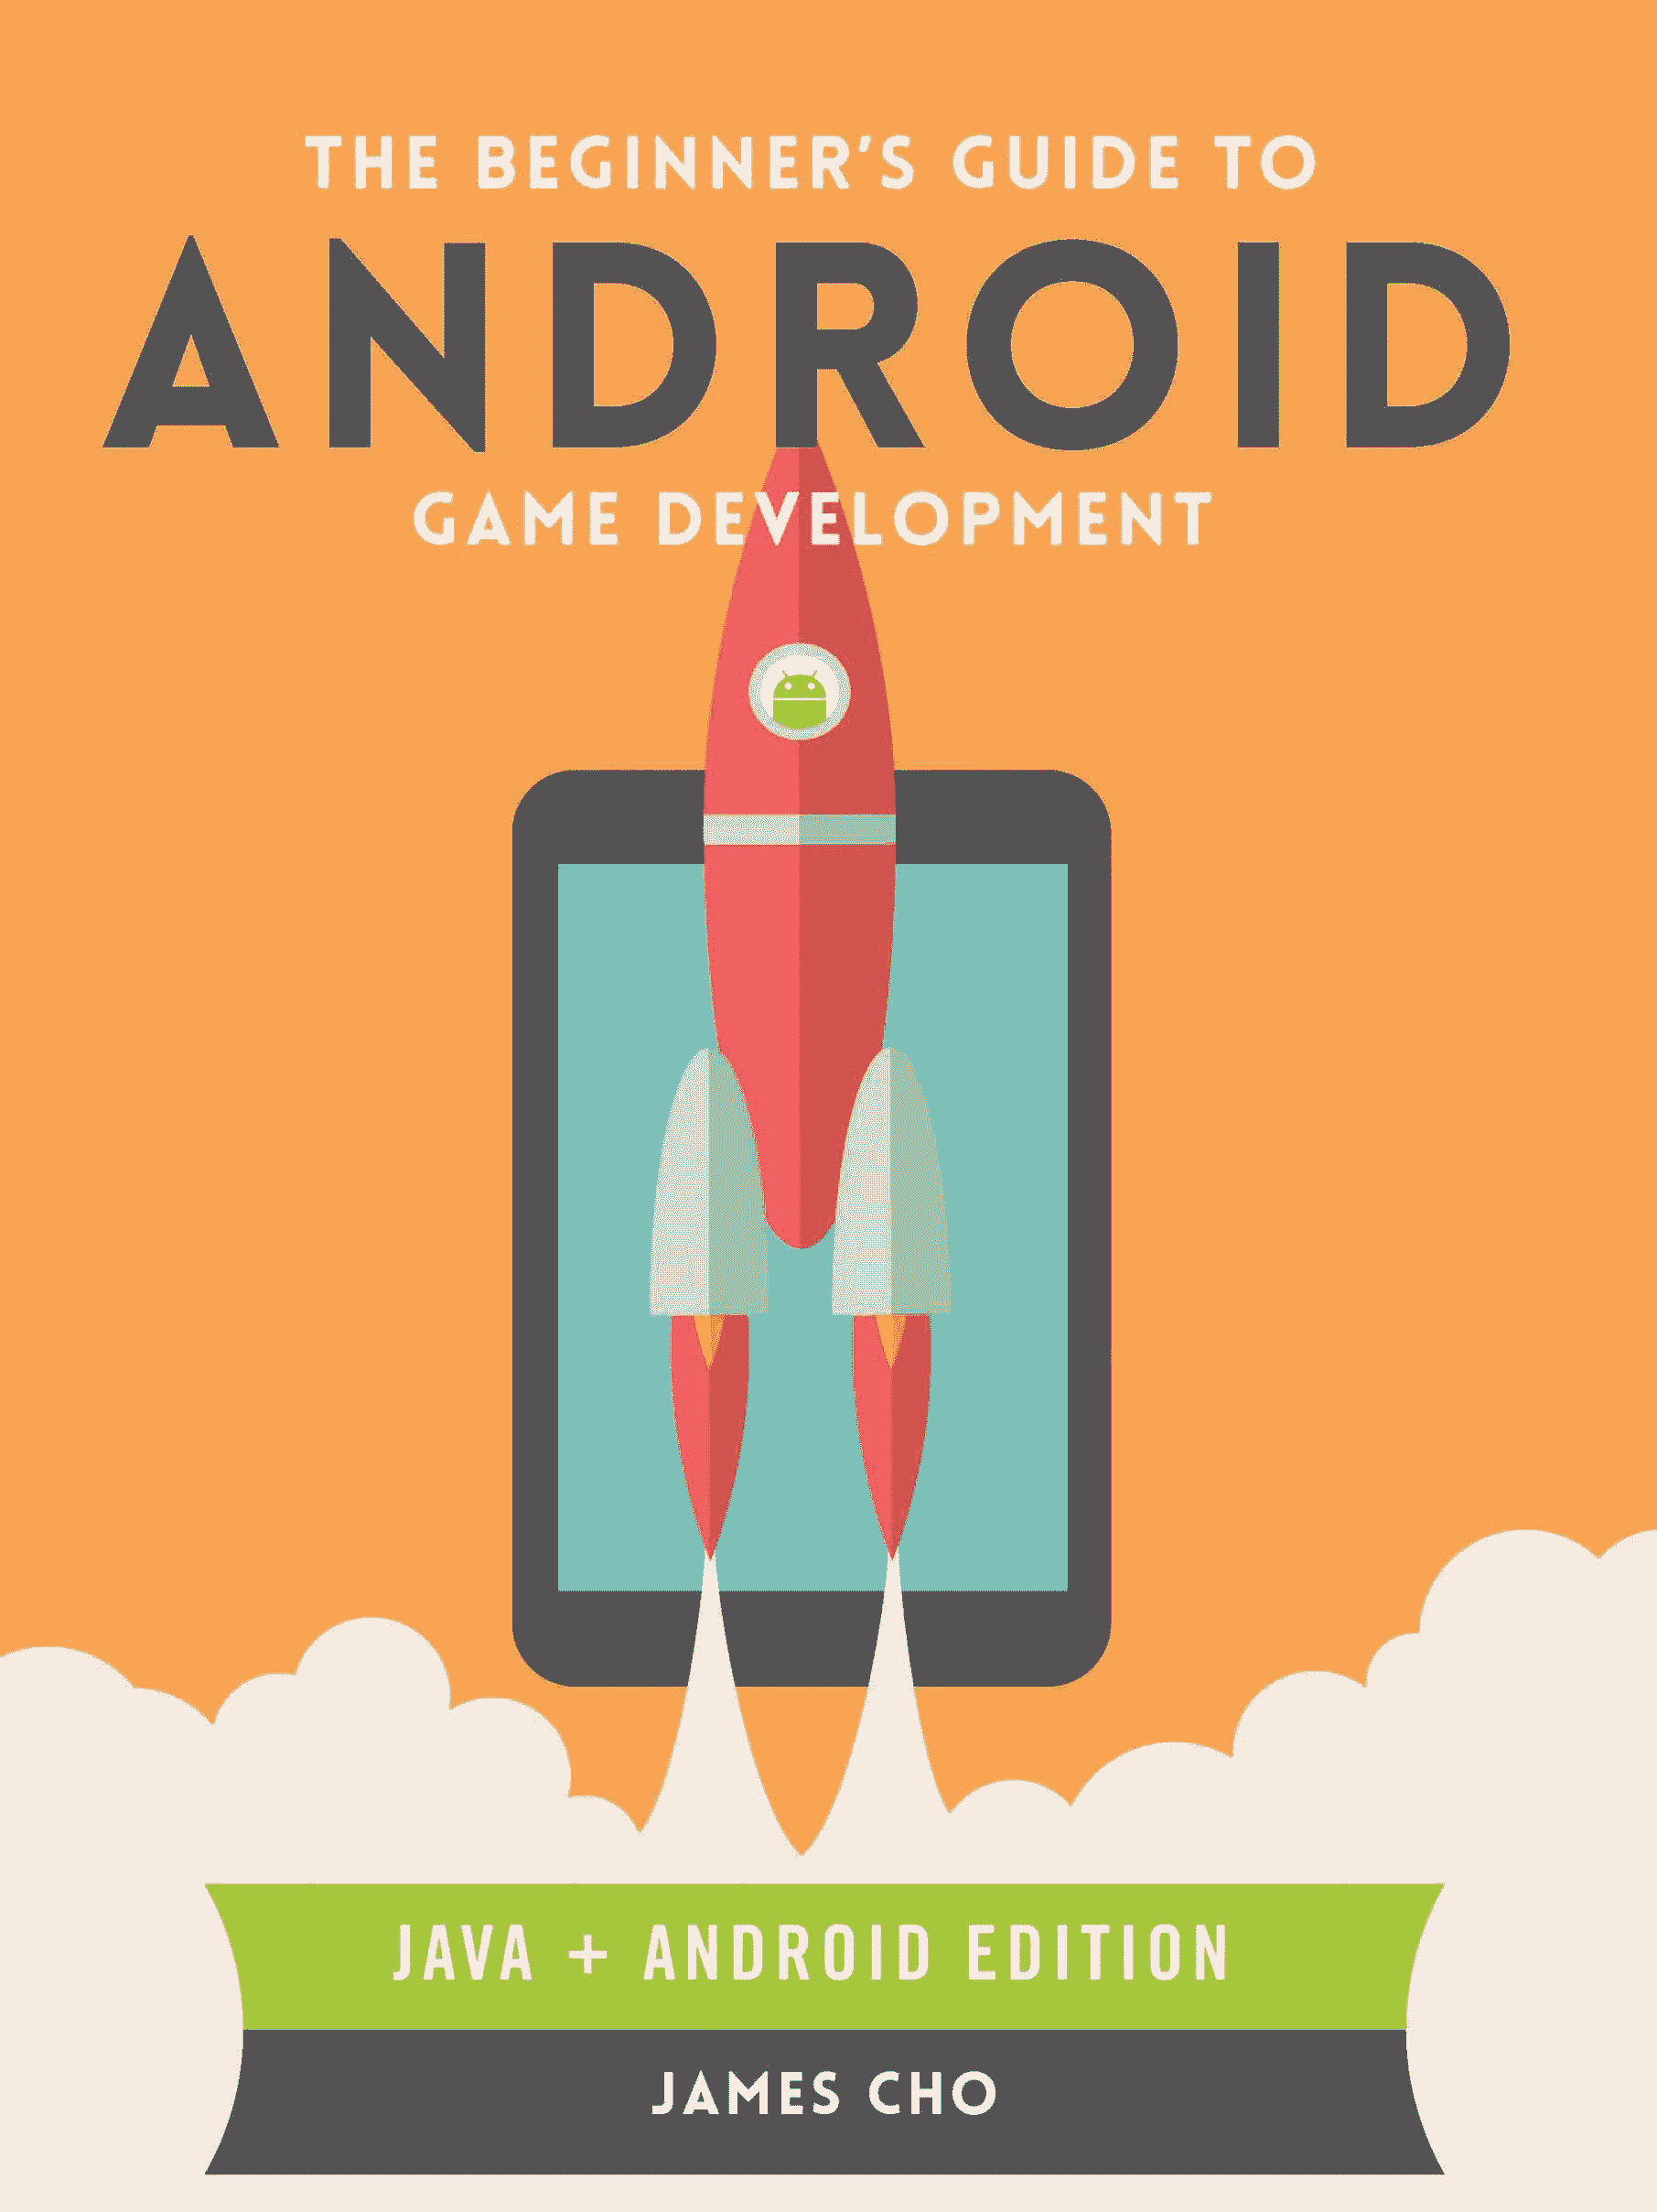 THE BEGINNER'S GUIDE TO
ANDROID
GAME DEVELOPMENT
JAVA + ANDROID EDITION
JAMES CHO